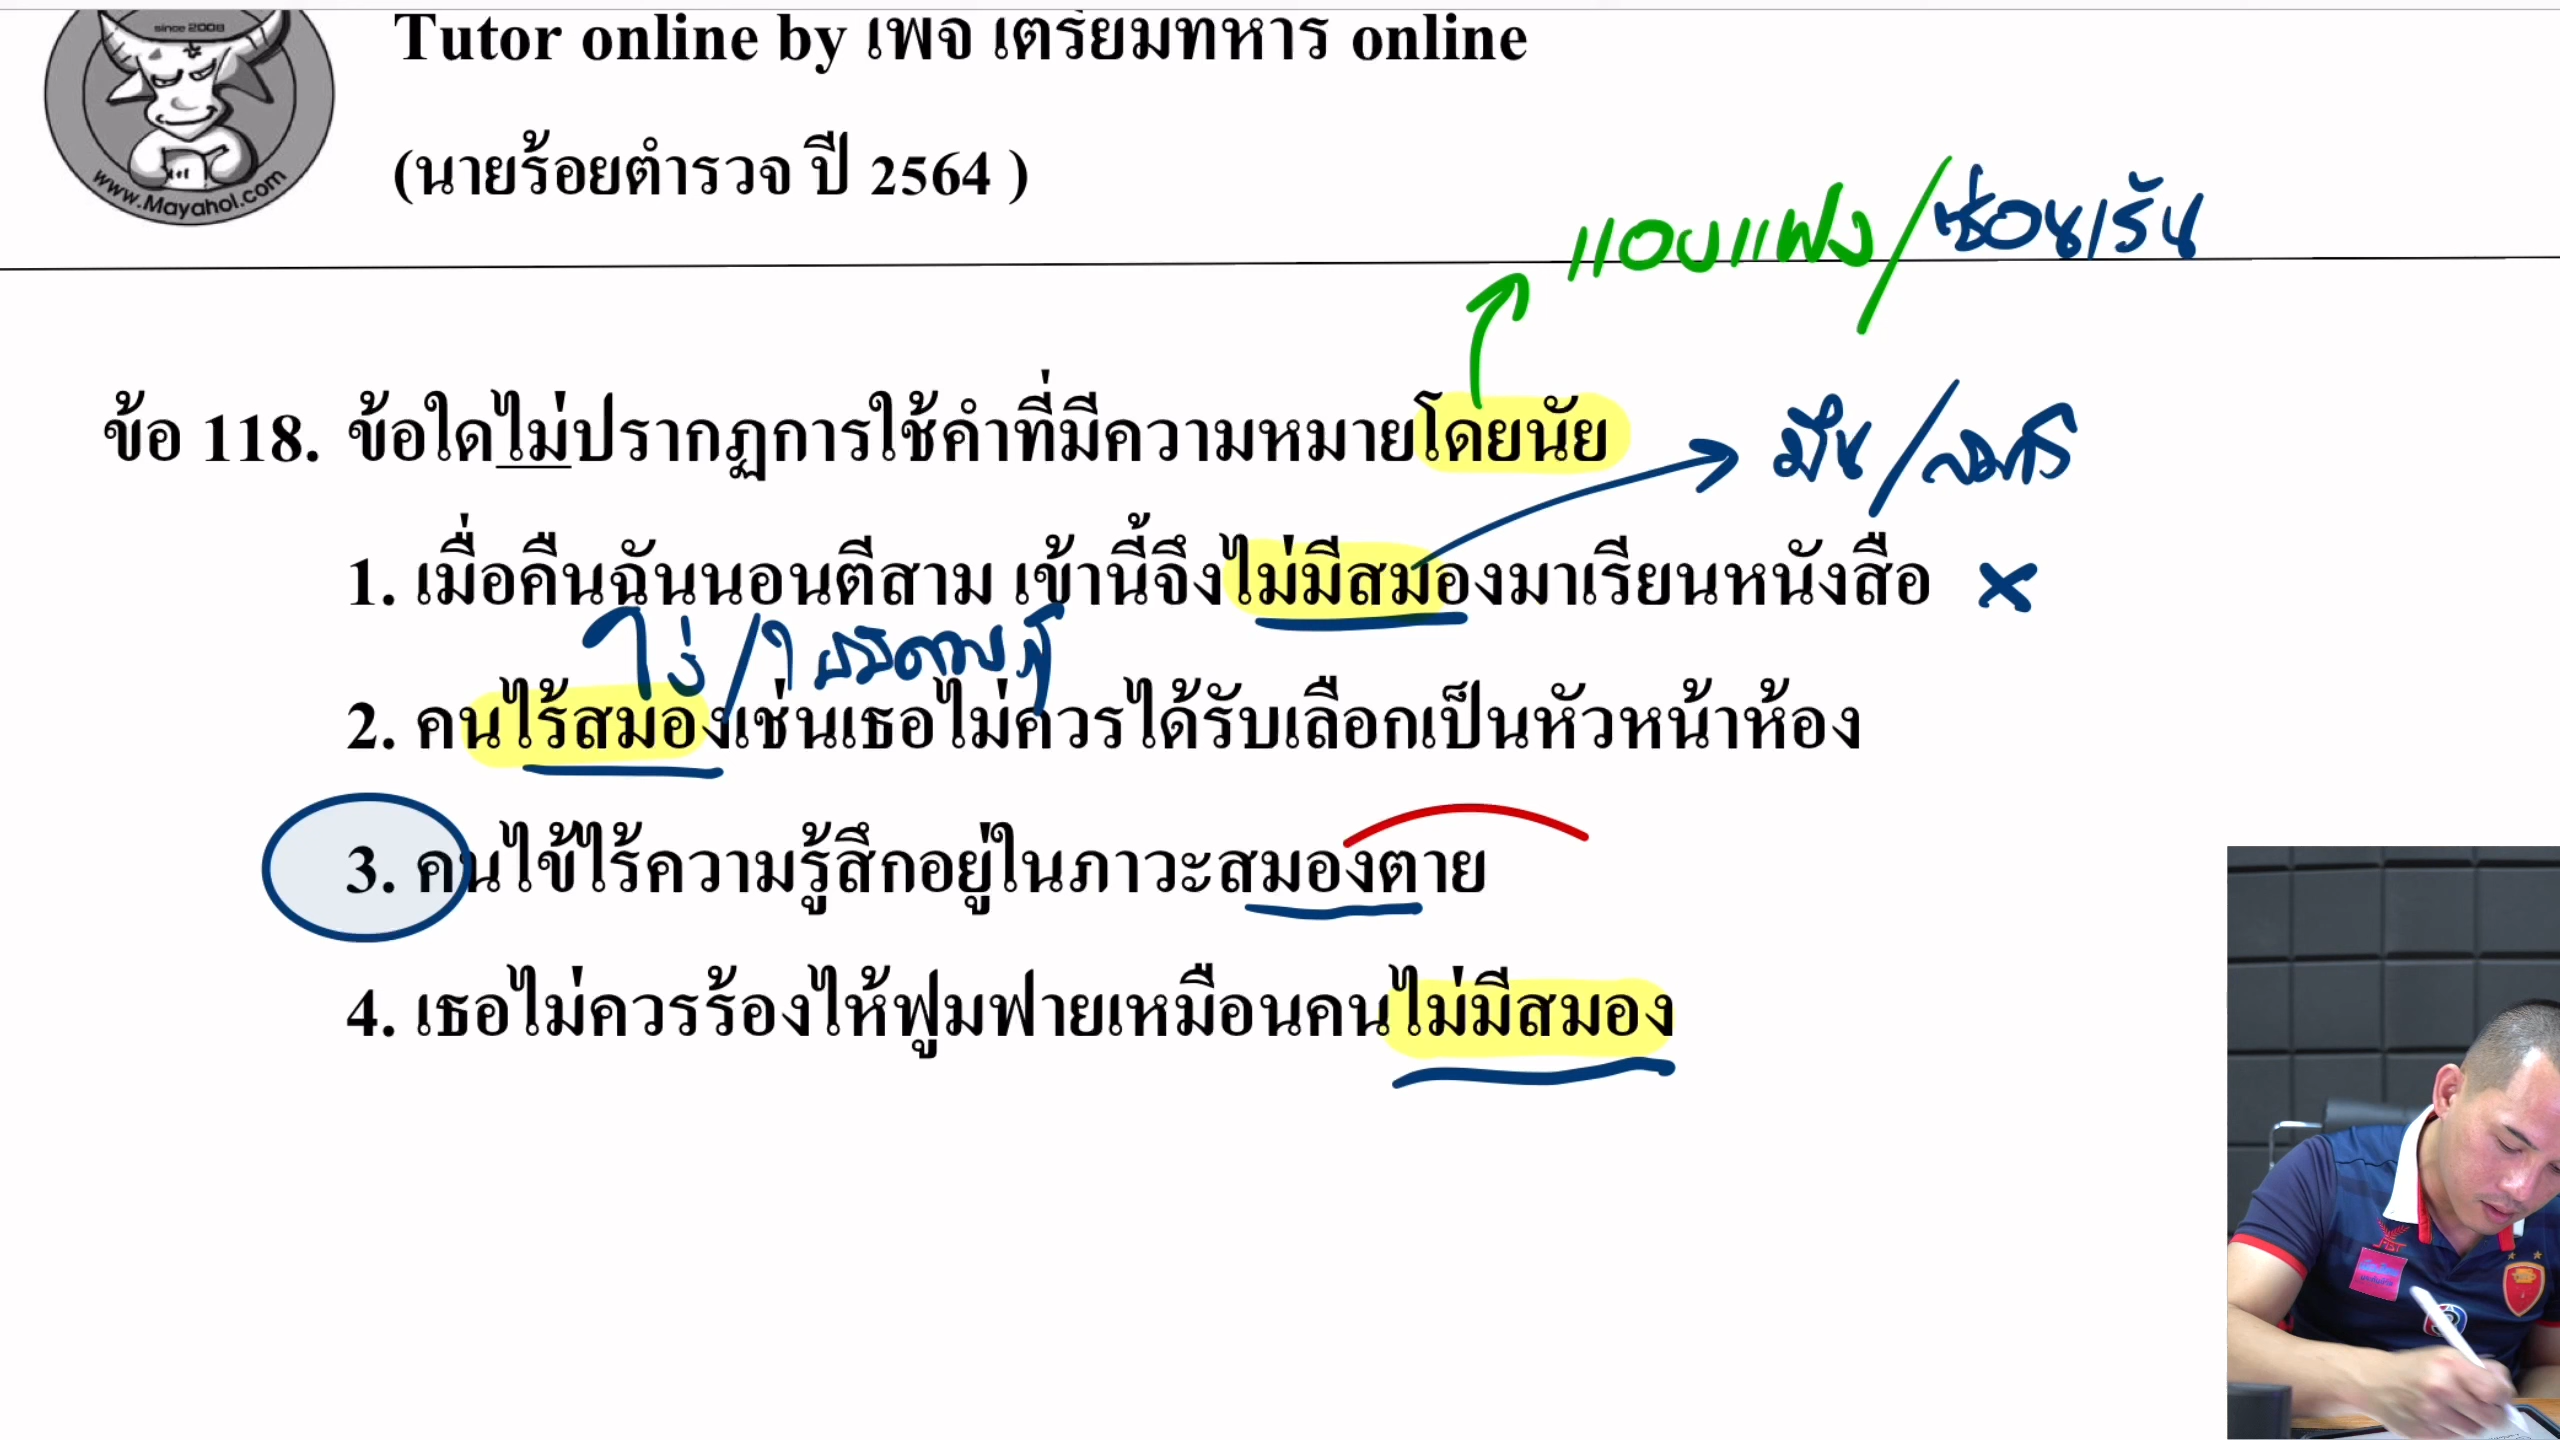 since 2008
www.Mayahol.com
Tutor online by เพจ เตรียมทหาร online
(นายร้อยตำรวจ ปี 2564 )
แอบแฝง/ซ่อนเร้น
ข้อ 118. ข้อใดไม่ปรากฏการใช้คำที่มีความหมายโดยนัย
มึน/
1. เมื่อคืนฉันนอนตีสาม เช้านี้จึงไม่มีสมองมาเรียนหนังสือ ×
โง่/
2. คนไร้สมองเช่นเธอไม่ควรได้รับเลือกเป็นหัวหน้าห้อง
3. คนไข้ไร้ความรู้สึกอยู่ในภาวะสมองตาย
4. เธอไม่ควรร้องไห้ฟูมฟายเหมือนคนไม่มีสมอง